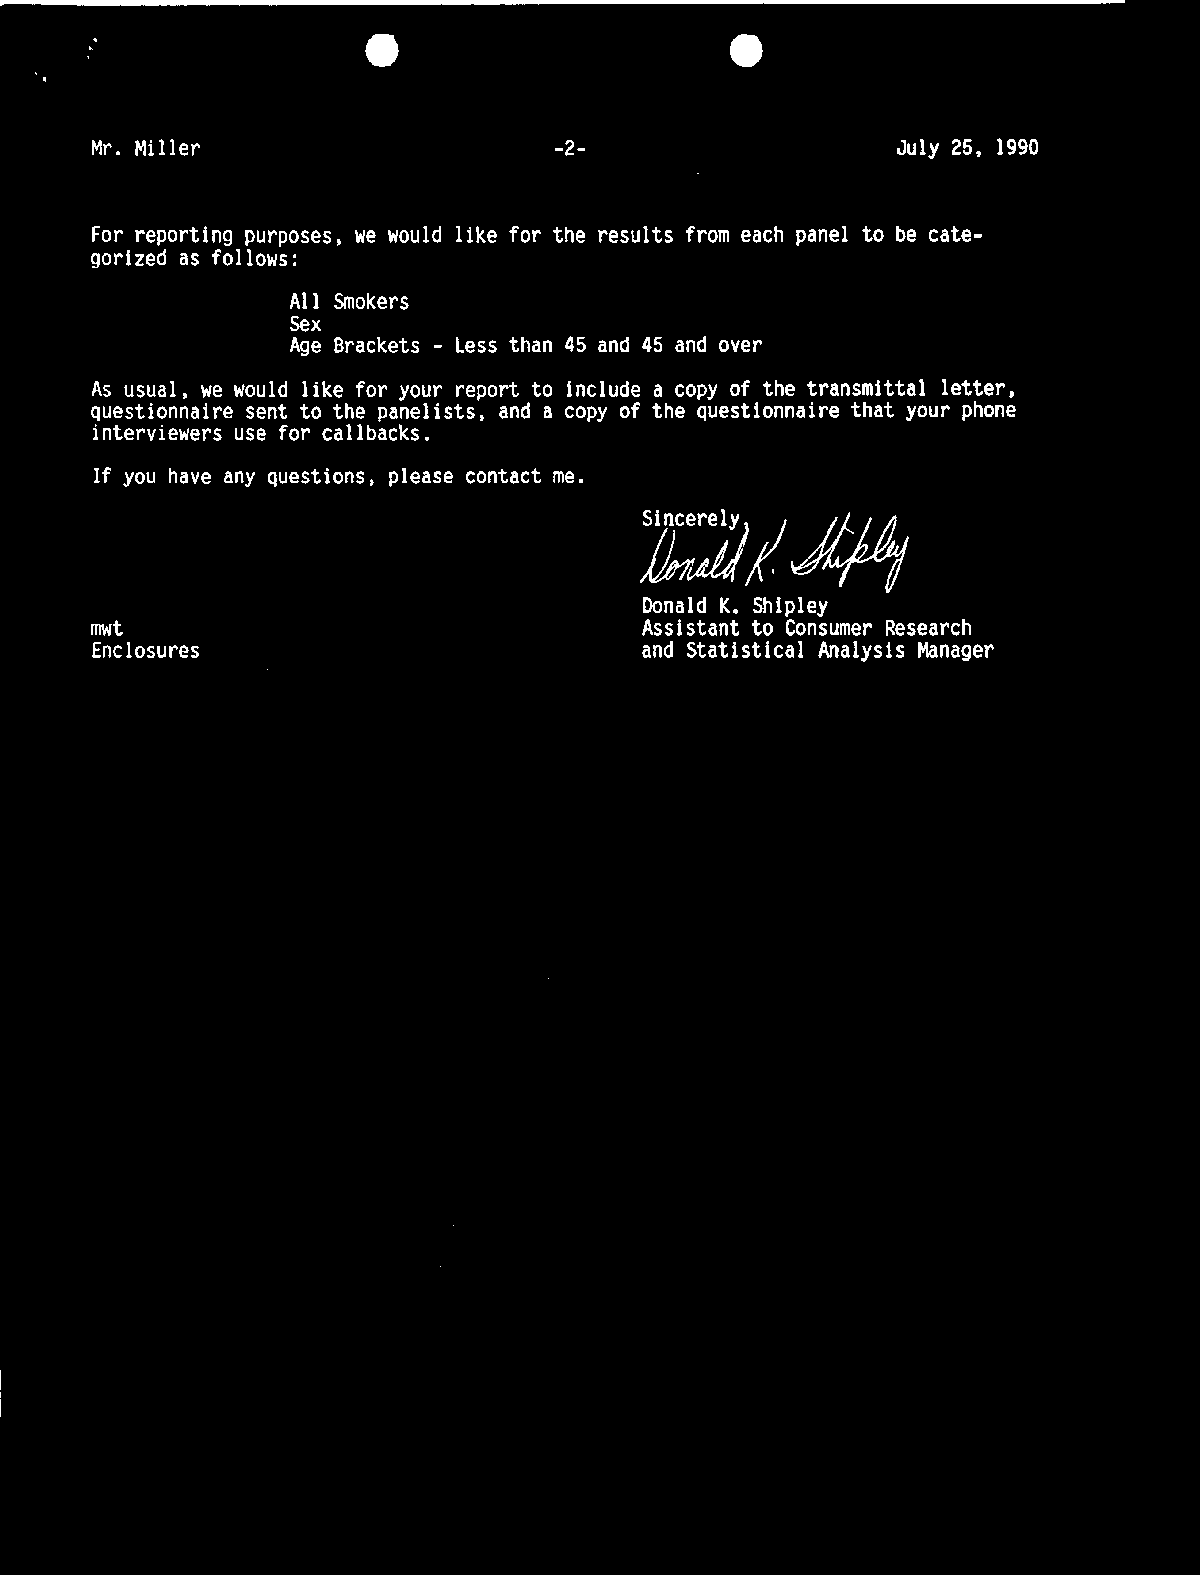 Mr. Miller -2- July 25, 1990
For reporting purposes, we would like for the results from each panel to be cate-
gorized as follows:
All Smokers
Sex
Age Brackets - Less than 45 and 45 and over
As usual, we would like for your report to include a copy of the transmittal letter,
questionnaire sent to the panelists, and a copy of the questionnaire that your phone
interviewers use for callbacks.
If you have any questions, please contact me.
Sincerely,
Donald K. Shipley
Donald K. Shipley
mwt Assistant to Consumer Research
Enclosures and Statistical Analysis Manager